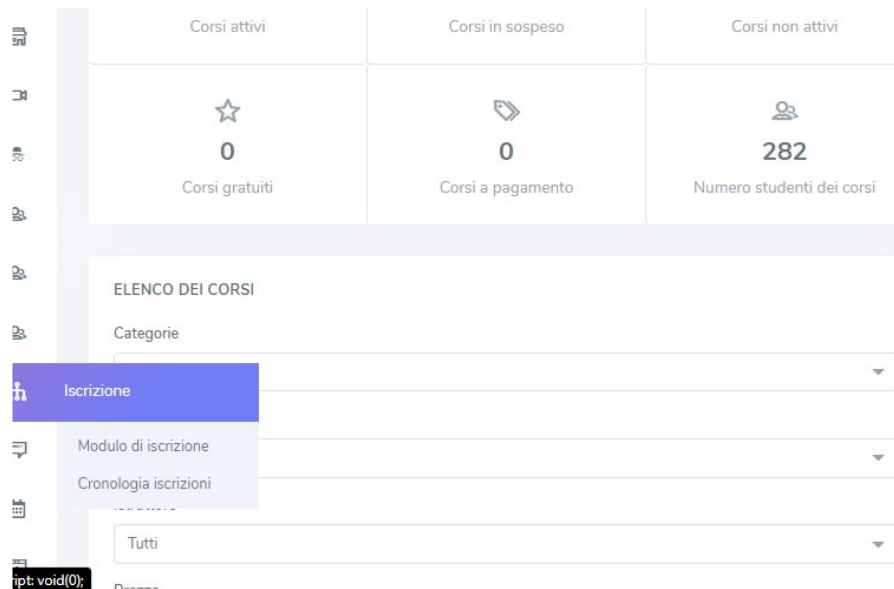 Corsi attivi
Corsi in sospeso
Corsi non attivi
0
Corsi gratuiti
0
Corsi a pagamento
282
Numero studenti dei corsi
ELENCO DEI CORSI
Categorie
Iscrizione
Modulo di iscrizione
Cronologia iscrizioni
Tutti
ript: void(0);